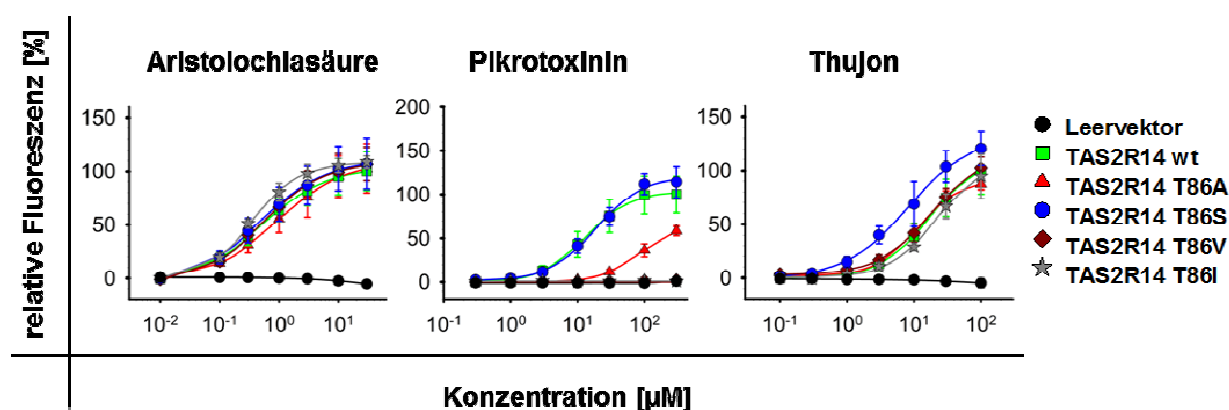 relative Fluoreszenz [%]
Aristolochiasäure
Pikrotoxinin
Thujon
150
100
50
0
10-2
10-1
100
101
200
150
100
50
0
10-1
100
101
102
150
100
50
0
10-1
100
101
102
Leervektor
TAS2R14 wt
TAS2R14 T86A
TAS2R14 T86S
TAS2R14 T86V
TAS2R14 T86I
Konzentration [µM]